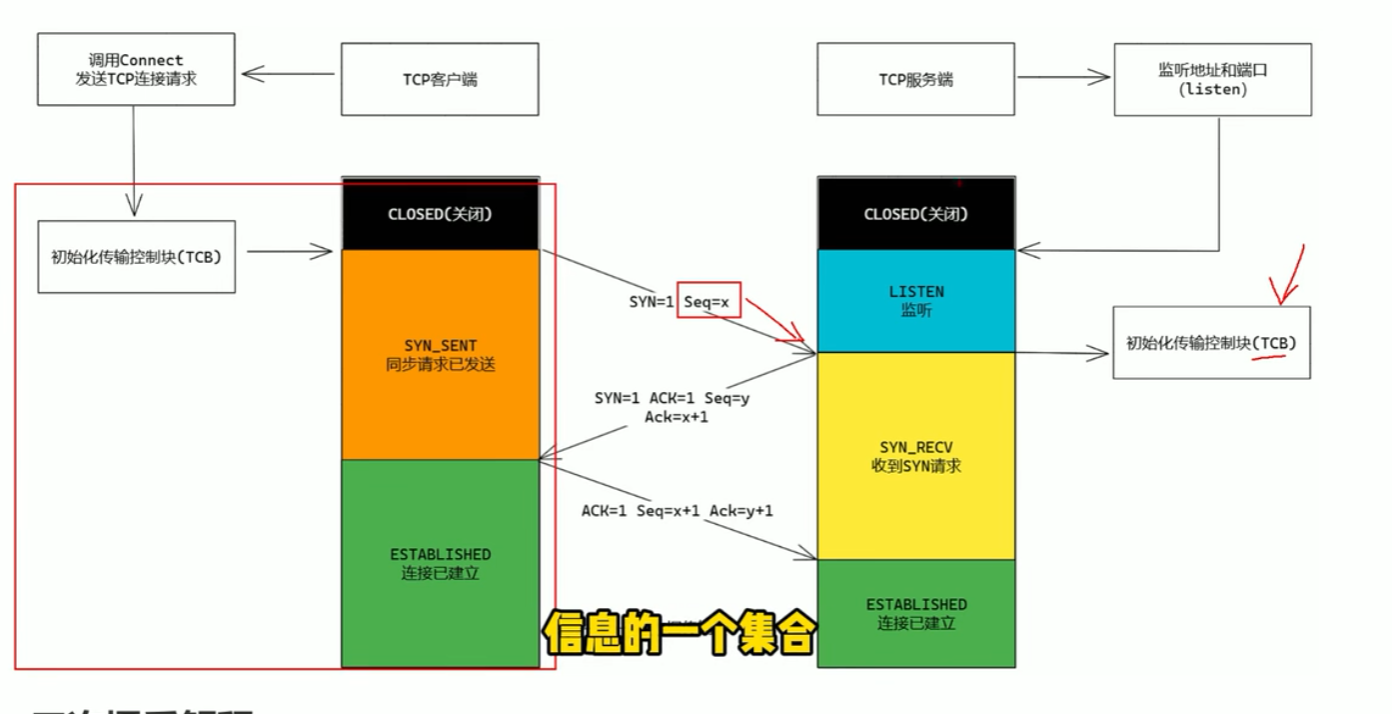 调用Connect
发送TCP连接请求
TCP客户端
TCP服务端
监听地址和端口
(listen)
CLOSED(关闭)
CLOSED(关闭)
初始化传输控制块(TCB)
SYN=1 Seq=x
LISTEN
监听
SYN_SENT
同步请求已发送
初始化传输控制块(TCB)
SYN=1 ACK=1 Seq=y
Ack=x+1
SYN_RECV
收到SYN请求
ACK=1 Seq=x+1 Ack=y+1
ESTABLISHED
连接已建立
ESTABLISHED
连接已建立
信息的一个集合